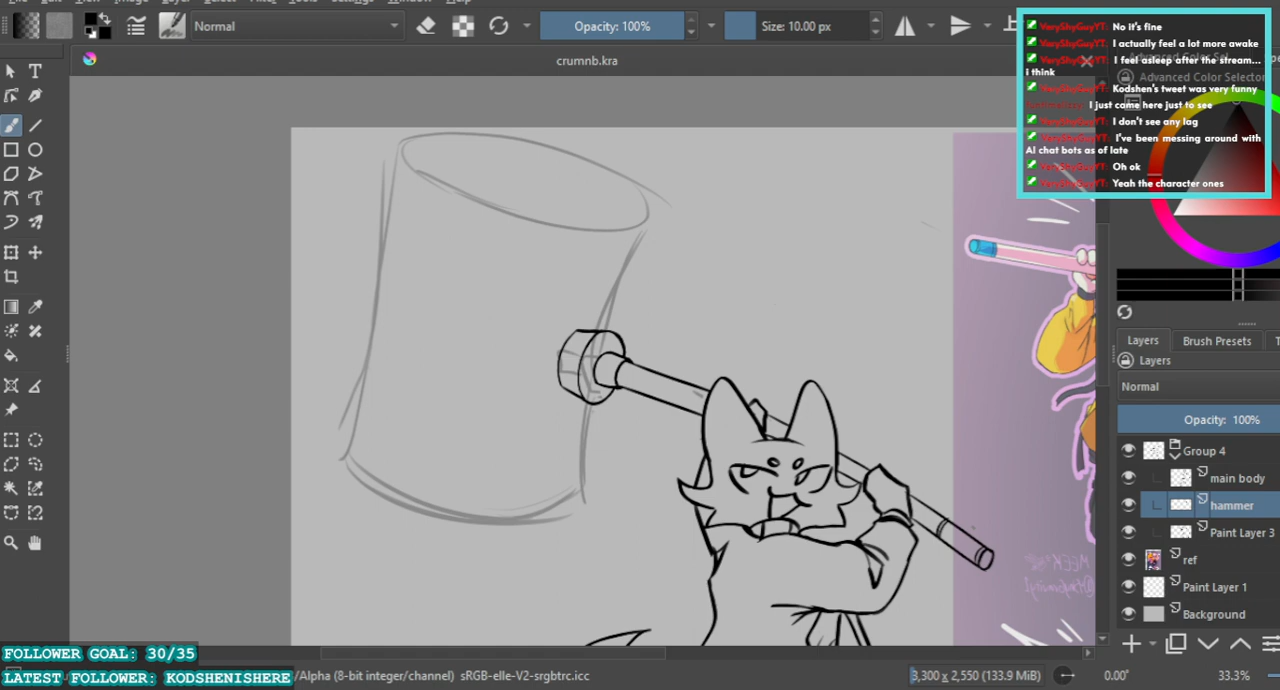 Normal
Opacity: 100%
Size: 10.00 px
crumnb.kra
VeryShyGuyYT: No it's fine
VeryShyGuyYT: I actually feel a lot more awake
VeryShyGuyYT: I feel asleep after the stream...
i think
VeryShyGuyYT: Kodshen's tweet was very funny
I just came here just to see
VeryShyGuyYT: I don't see any lag
VeryShyGuyYT: I've been messing around with
AI chat bots as of late
VeryShyGuyYT: Oh ok
VeryShyGuyYT: Yeah the character ones
Advanced Color Selector
Layers
Brush Presets
Layers
Normal
Opacity: 100%
Group 4
main body
hammer
Paint Layer 3
ref
Paint Layer 1
Background
FOLLOWER GOAL: 30/35
LATEST FOLLOWER: KODSHENISHERE
/Alpha (8-bit integer/channel) sRGB-elle-V2-srgbtrc.icc
3,300 x 2,550 (133.9 MiB)
0.00°
33.3%